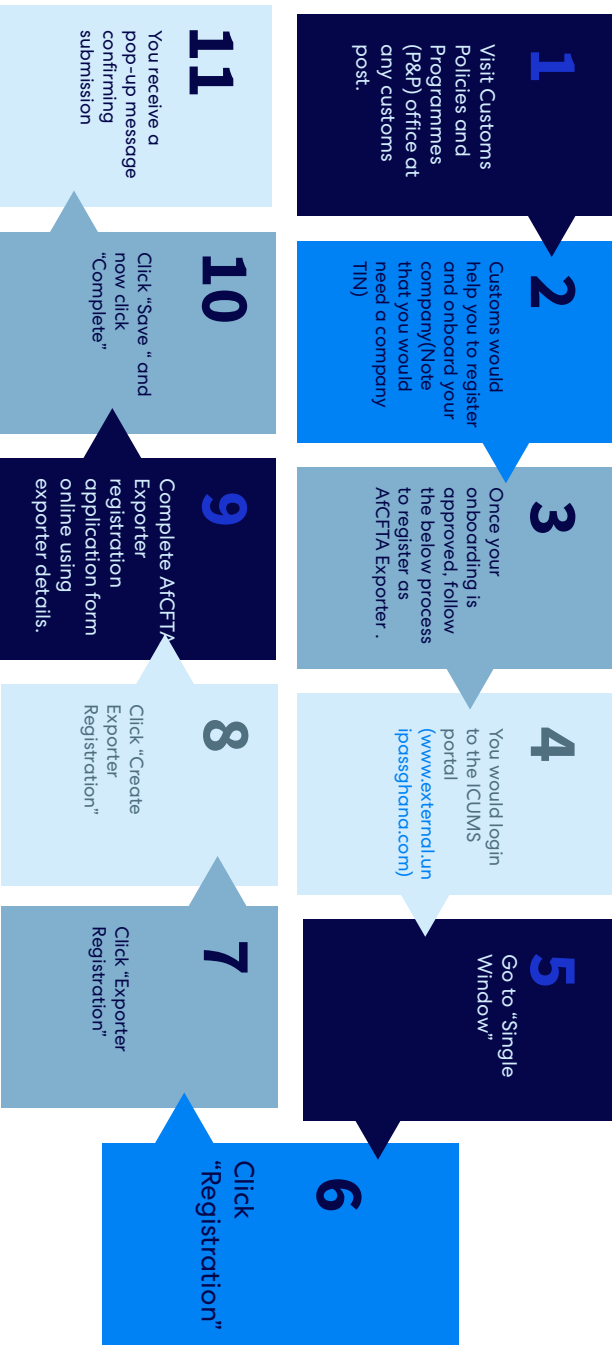 1
Visit Customs
Policies and
Programmes
(P&P) office at
any customs
post.
2
Customs would
help you to register
and onboard your
company(Note
that you would
need a company
TIN)
3
Once your
onboarding is
approved, follow
the below process
to register as
AfCFTA Exporter .
4
You would login
to the ICUMS
portal
(www.external.un
ipassghana.com)
5
Go to “Single
Window”
6
Click
“Registration”
7
Click “Exporter
Registration”
8
Click “Create
Exporter
Registration”
9
Complete AfCFTA
Exporter
registration
application form
online using
exporter details.
10
Click “Save “ and
now click
“Complete”
11
You receive a
pop-up message
confirming
submission